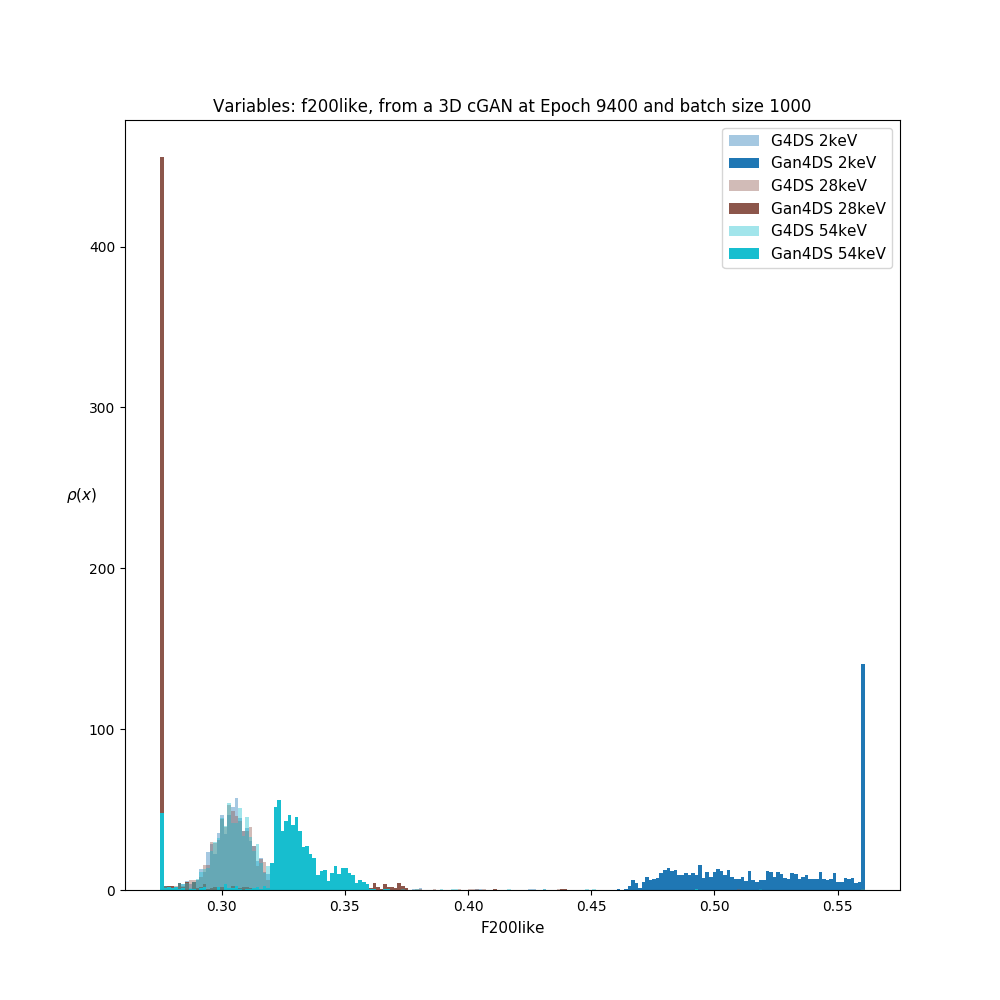 Variables: f200like, from a 3D cGAN at Epoch 9400 and batch size 1000
G4DS 2keV
Gan4DS 2keV
G4DS 28keV
Gan4DS 28keV
G4DS 54keV
Gan4DS 54keV
400
300
ρ(x)
200
100
0
0.30 0.35 0.40 0.45 0.50 0.55
F200like